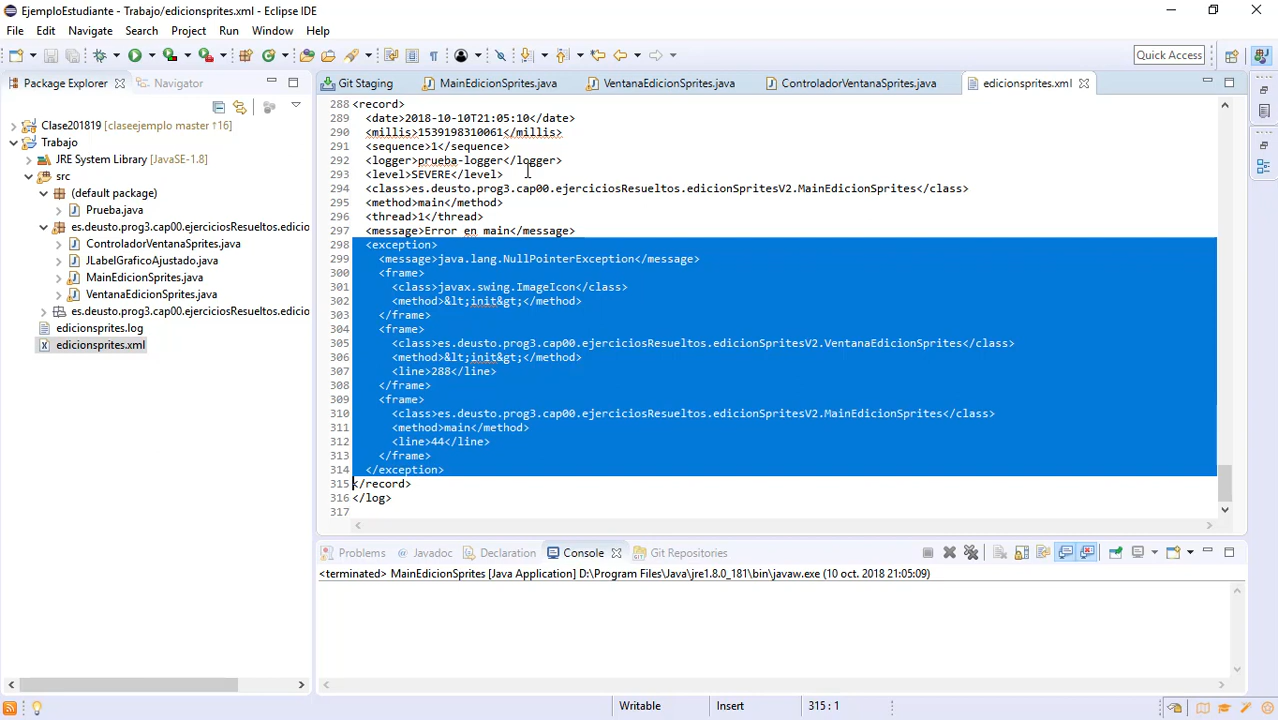 EjemploEstudiante - Trabajo/edicionsprites.xml - Eclipse IDE
File Edit Navigate Search Project Run Window Help
Quick Access
Package Explorer Navigator
Clase201819 [claseejemplo master ↑16]
Trabajo
JRE System Library [JavaSE-1.8]
src
(default package)
Prueba.java
es.deusto.prog3.cap00.ejerciciosResueltos.edicio
ControladorVentanaSprites.java
JLabelGraficoAjustado.java
MainEdicionSprites.java
VentanaEdicionSprites.java
es.deusto.prog3.cap00.ejerciciosResueltos.edicio
edicionsprites.log
edicionsprites.xml
Git Staging MainEdicionSprites.java VentanaEdicionSprites.java ControladorVentanaSprites.java edicionsprites.xml
288 <record>
289 <date>2018-10-10T21:05:10</date>
290 <millis>1539198310061</millis>
291 <sequence>1</sequence>
292 <logger>prueba-logger</logger>
293 <level>SEVERE</level>
294 <class>es.deusto.prog3.cap00.ejerciciosResueltos.edicionSpritesV2.MainEdicionSprites</class>
295 <method>main</method>
296 <thread>1</thread>
297 <message>Error en main</message>
298 <exception>
299 <message>java.lang.NullPointerException</message>
300 <frame>
301 <class>javax.swing.ImageIcon</class>
302 <method>&lt;init&gt;</method>
303 </frame>
304 <frame>
305 <class>es.deusto.prog3.cap00.ejerciciosResueltos.edicionSpritesV2.VentanaEdicionSprites</class>
306 <method>&lt;init&gt;</method>
307 <line>288</line>
308 </frame>
309 <frame>
310 <class>es.deusto.prog3.cap00.ejerciciosResueltos.edicionSpritesV2.MainEdicionSprites</class>
311 <method>main</method>
312 <line>44</line>
313 </frame>
314 </exception>
315 </record>
316 </log>
317
Problems Javadoc Declaration Console Git Repositories
<terminated> MainEdicionSprites [Java Application] D:\Program Files\Java\jre1.8.0_181\bin\javaw.exe (10 oct. 2018 21:05:09)
Writable Insert 315 : 1